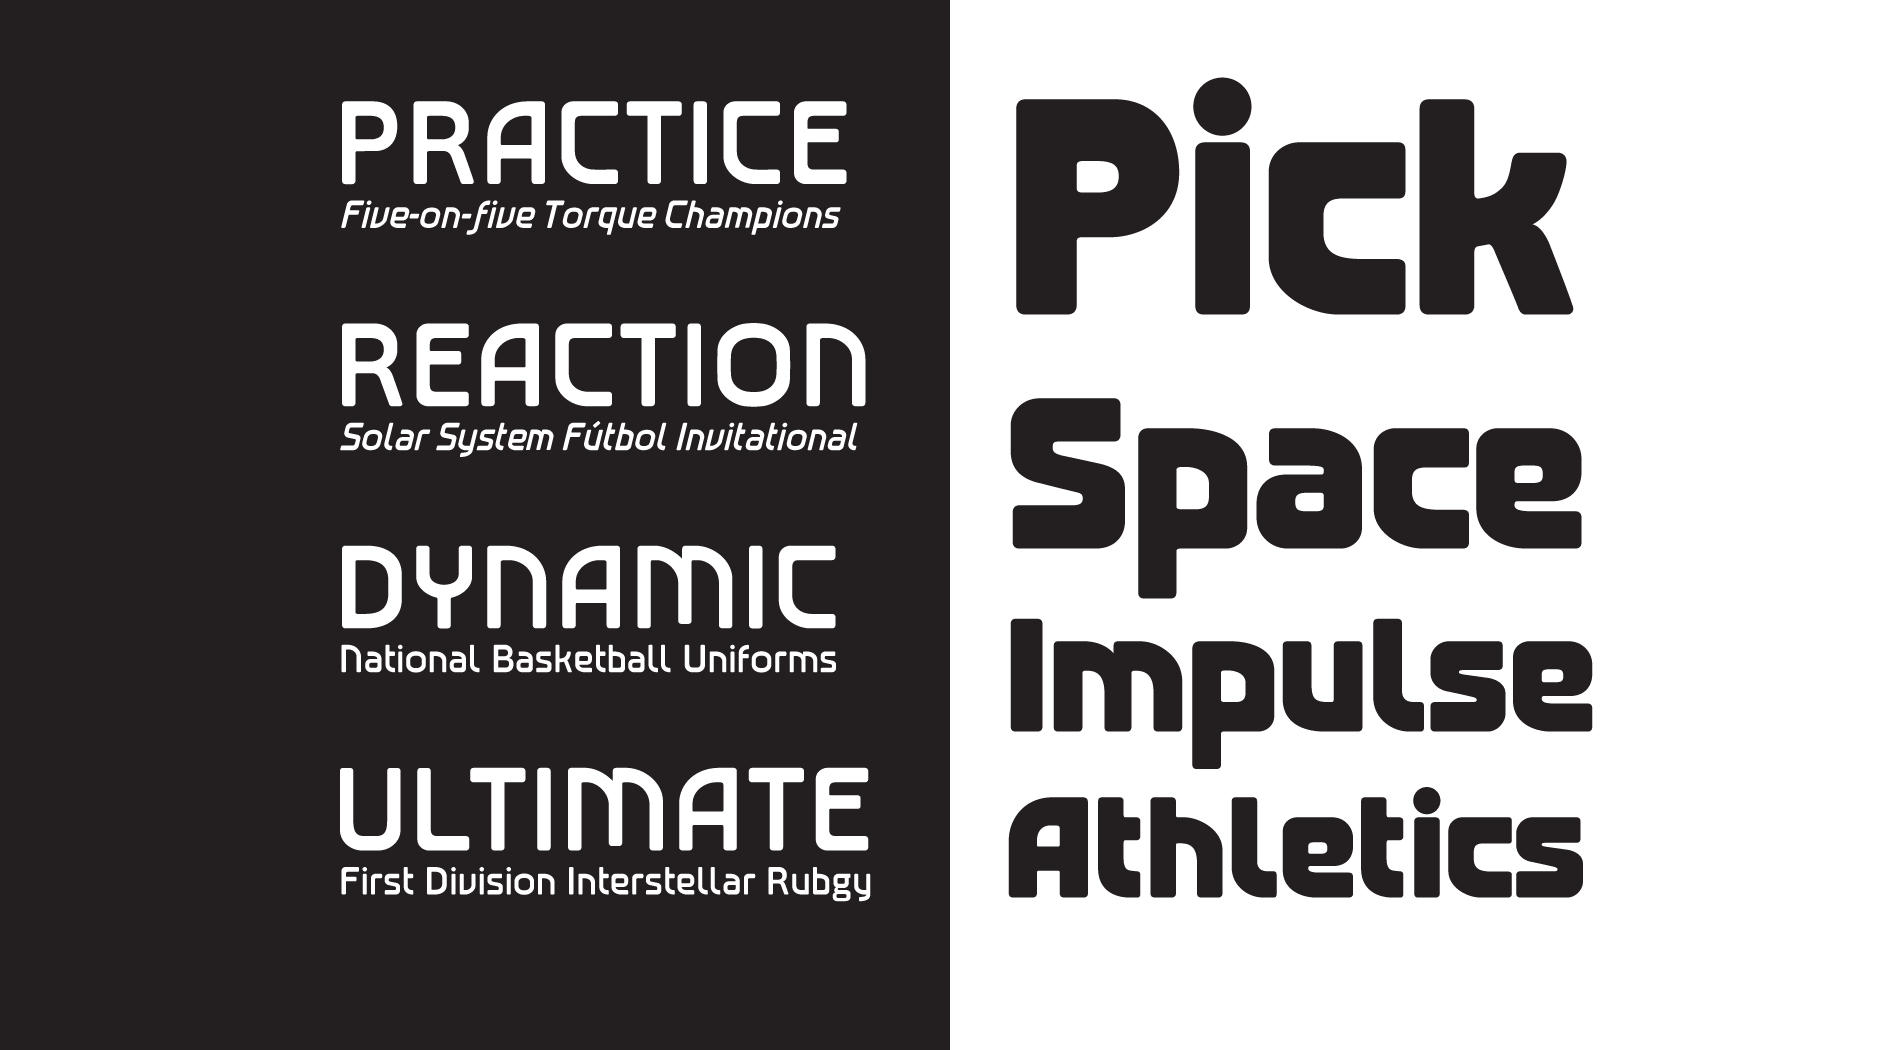 PRACTICE
Five-on-five Torque Champions
REACTION
Solar System Fútbol Invitational
DYNAMIC
National Basketball Uniforms
ULTIMATE
First Division Interstellar Rubgy
Pick
Space
Impulse
Athletics